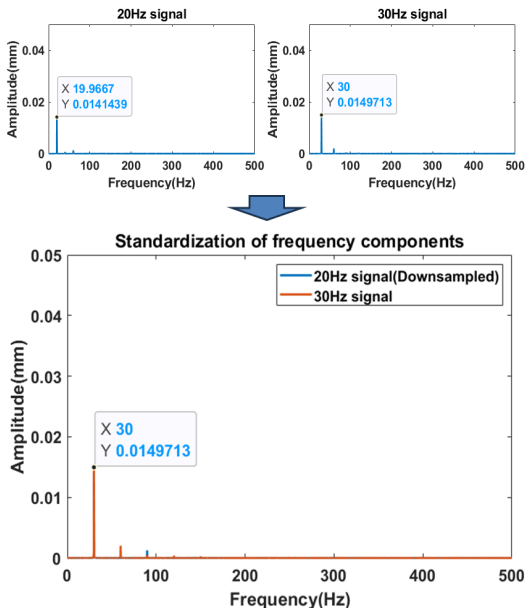 20Hz signal
30Hz signal
Amplitude(mm)
0.04
0.02
0
X 19.9667
Y 0.0141439
0 100 200 300 400 500
Frequency(Hz)
Amplitude(mm)
0.04
0.02
0
X 30
Y 0.0149713
0 100 200 300 400 500
Frequency(Hz)
Standardization of frequency components
Amplitude(mm)
0.05
0.04
0.03
0.02
0.01
0
20Hz signal(Downsampled)
30Hz signal
X 30
Y 0.0149713
0 100 200 300 400 500
Frequency(Hz)